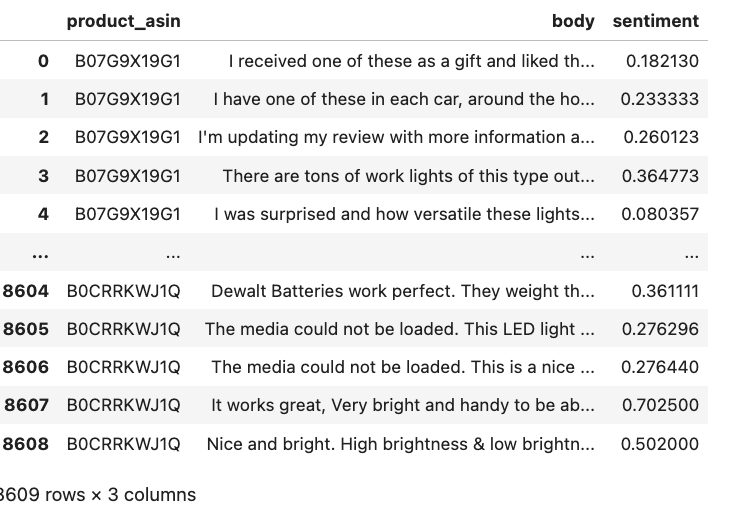 product_asin body sentiment
0 B07G9X19G1 I received one of these as a gift and liked th... 0.182130
1 B07G9X19G1 I have one of these in each car, around the ho... 0.233333
2 B07G9X19G1 I'm updating my review with more information a... 0.260123
3 B07G9X19G1 There are tons of work lights of this type out... 0.364773
4 B07G9X19G1 I was surprised and how versatile these lights... 0.080357
... ... ... ...
8604 B0CRRKWJ1Q Dewalt Batteries work perfect. They weight th... 0.361111
8605 B0CRRKWJ1Q The media could not be loaded. This LED light ... 0.276296
8606 B0CRRKWJ1Q The media could not be loaded. This is a nice ... 0.276440
8607 B0CRRKWJ1Q It works great, Very bright and handy to be ab... 0.702500
8608 B0CRRKWJ1Q Nice and bright. High brightness & low brightn... 0.502000
8609 rows × 3 columns